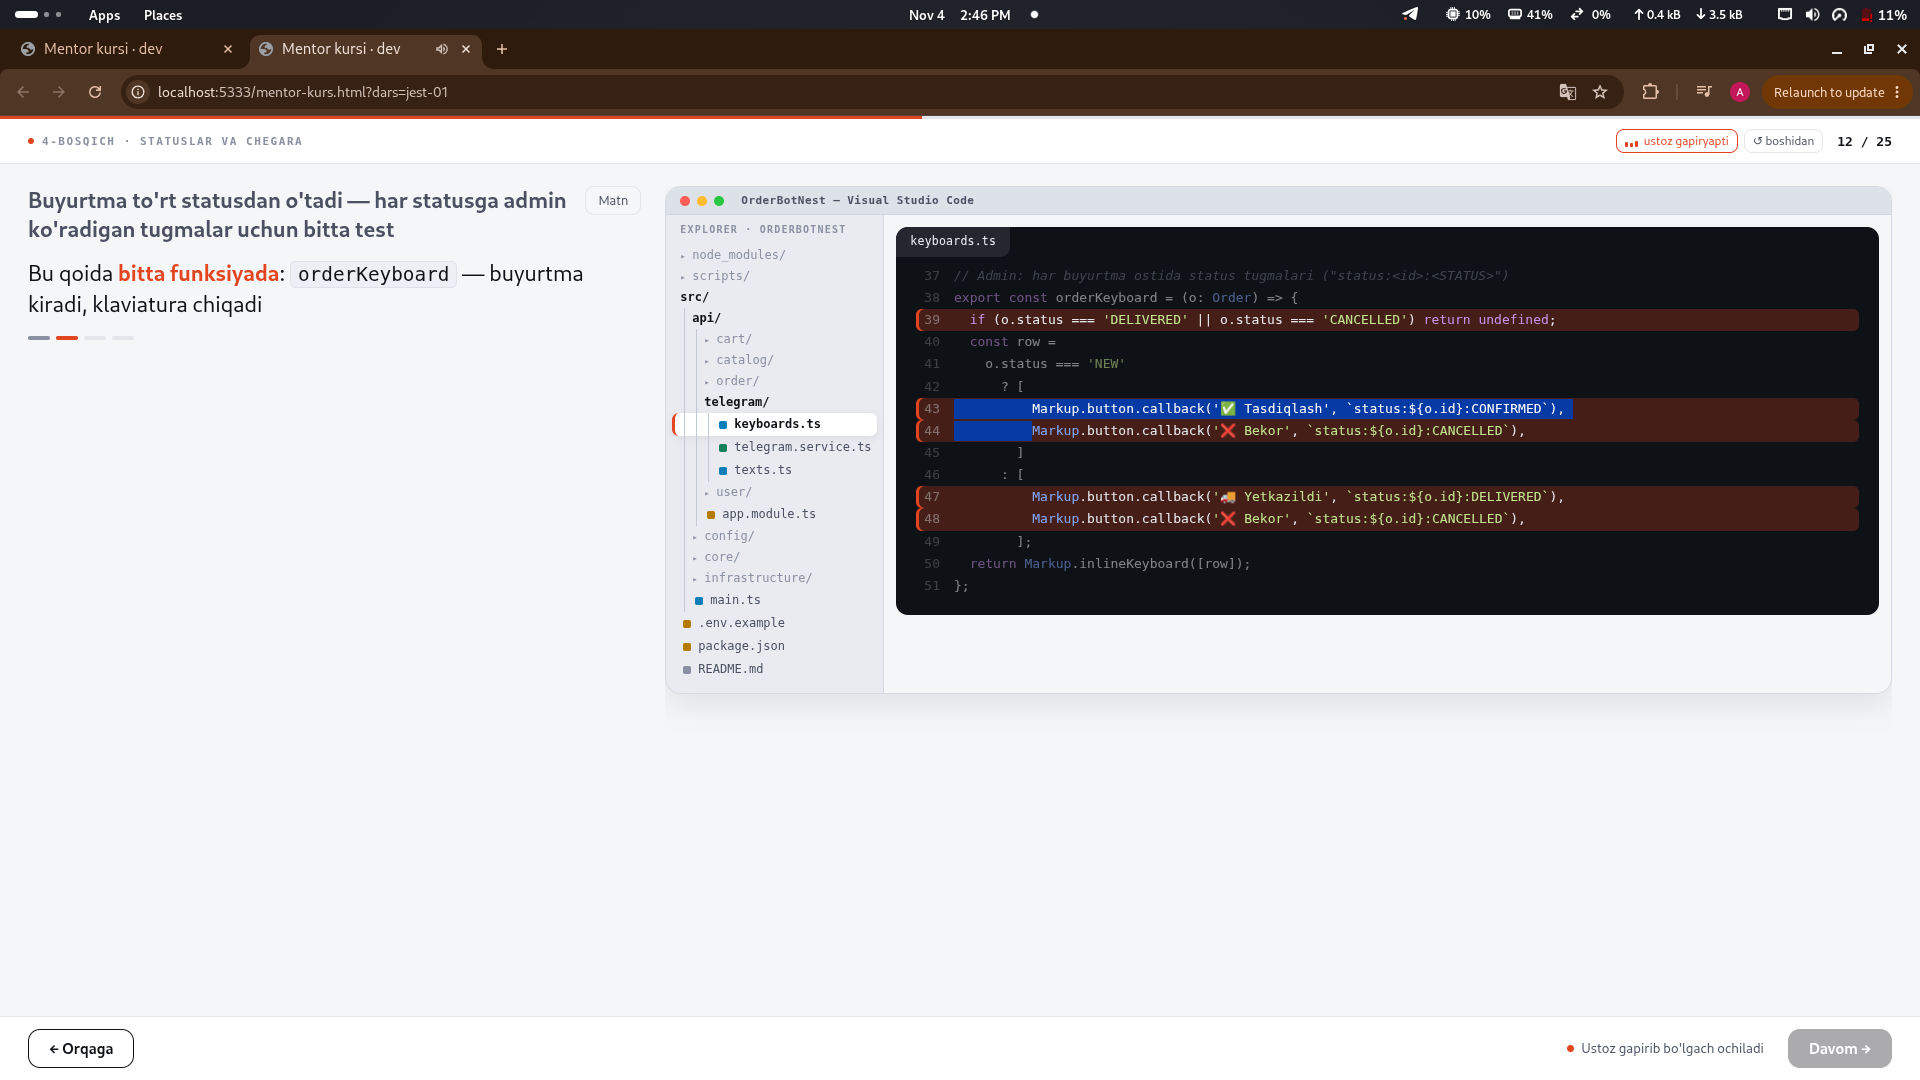 Apps Places Nov 4 2:46 PM 10% 41% 0% 0.4 kB 3.5 kB 11%
Mentor kursi · dev Mentor kursi · dev
localhost:5333/mentor-kurs.html?dars=jest-01 A Relaunch to update
4-BOSQICH · STATUSLAR VA CHEGARA ustoz gapiryapti ↺ boshidan 12 / 25
Buyurtma to'rt statusdan o'tadi — har statusga admin
ko'radigan tugmalar uchun bitta test
Matn
Bu qoida bitta funksiyada: orderKeyboard — buyurtma
kiradi, klaviatura chiqadi
OrderBotNest — Visual Studio Code
EXPLORER · ORDERBOTNEST
node_modules/
scripts/
src/
api/
cart/
catalog/
order/
telegram/
keyboards.ts
telegram.service.ts
texts.ts
user/
app.module.ts
config/
core/
infrastructure/
main.ts
.env.example
package.json
README.md
keyboards.ts
37 // Admin: har buyurtma ostida status tugmalari ("status:<id>:<STATUS>")
38 export const orderKeyboard = (o: Order) => {
39 if (o.status === 'DELIVERED' || o.status === 'CANCELLED') return undefined;
40 const row =
41 o.status === 'NEW'
42 ? [
43 Markup.button.callback('✅ Tasdiqlash', `status:${o.id}:CONFIRMED`),
44 Markup.button.callback('❌ Bekor', `status:${o.id}:CANCELLED`),
45 ]
46 : [
47 Markup.button.callback('🚚 Yetkazildi', `status:${o.id}:DELIVERED`),
48 Markup.button.callback('❌ Bekor', `status:${o.id}:CANCELLED`),
49 ];
50 return Markup.inlineKeyboard([row]);
51 };
← Orqaga Ustoz gapirib bo'lgach ochiladi Davom →